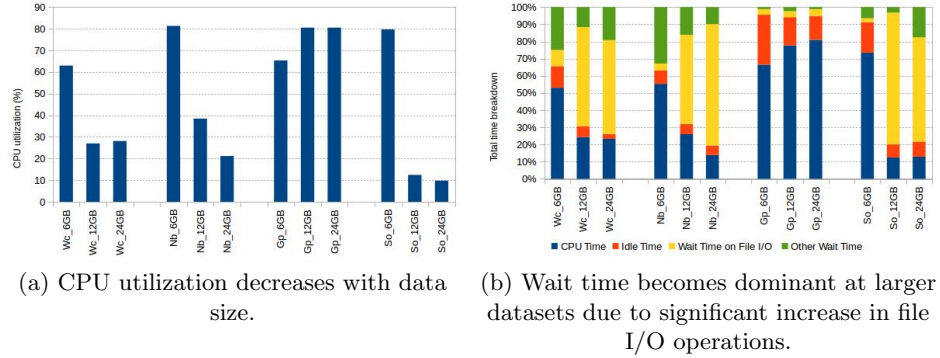 90
80
70
60
50
40
30
20
10
0
CPU utilization (%)
Wc_6GB
Wc_12GB
Wc_24GB
Nb_6GB
Nb_12GB
Nb_24GB
Gp_6GB
Gp_12GB
Gp_24GB
So_6GB
So_12GB
So_24GB
(a) CPU utilization decreases with data
size.
100%
90%
80%
70%
60%
50%
40%
30%
20%
10%
0%
Total time breakdown
Wc_6GB
Wc_12GB
Wc_24GB
Nb_6GB
Nb_12GB
Nb_24GB
Gp_6GB
Gp_12GB
Gp_24GB
So_6GB
So_12GB
So_24GB
CPU Time Idle Time Wait Time on File I/O Other Wait Time
(b) Wait time becomes dominant at larger
datasets due to significant increase in file
I/O operations.